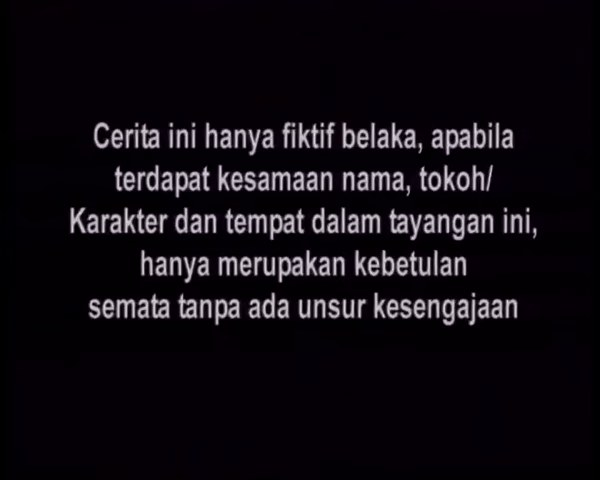 Cerita ini hanya fiktif belaka, apabila
terdapat kesamaan nama, tokoh/
Karakter dan tempat dalam tayangan ini,
hanya merupakan kebetulan
semata tanpa ada unsur kesengajaan